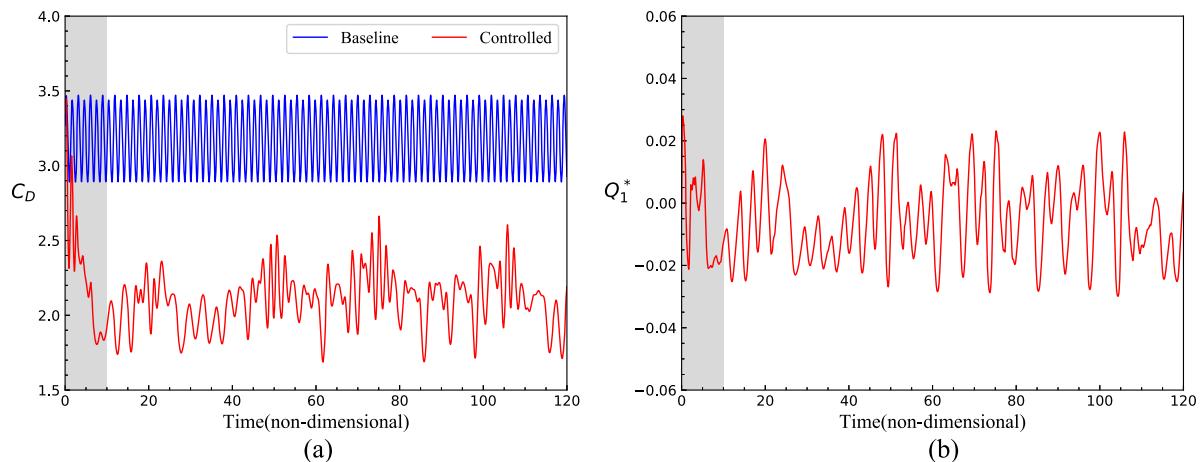 4.0
3.5
3.0
2.5
2.0
1.5
C_D
Baseline
Controlled
0 20 40 60 80 100 120
Time(non-dimensional)
(a)
0.06
0.04
0.02
0.00
−0.02
−0.04
−0.06
Q_1^*
0 20 40 60 80 100 120
Time(non-dimensional)
(b)